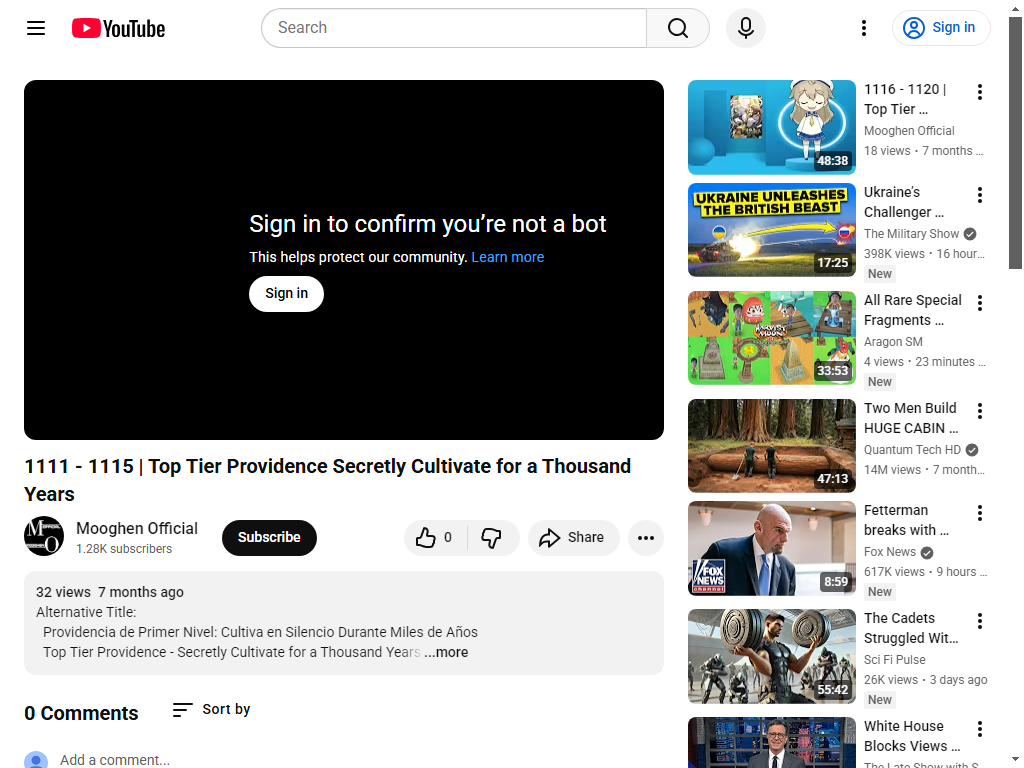 YouTube
Search
Sign in
Sign in to confirm you’re not a bot
This helps protect our community. Learn more
Sign in
1111 - 1115 | Top Tier Providence Secretly Cultivate for a Thousand
Years
Mooghen Official
1.28K subscribers
Subscribe
0
Share
32 views 7 months ago
Alternative Title:
Providencia de Primer Nivel: Cultiva en Silencio Durante Miles de Años
Top Tier Providence - Secretly Cultivate for a Thousand Years ...more
0 Comments
Sort by
Add a comment...
48:38
1116 - 1120 |
Top Tier ...
Mooghen Official
18 views • 7 months ...
UKRAINE UNLEASHES
THE BRITISH BEAST
17:25
Ukraine’s
Challenger ...
The Military Show
398K views • 16 hour...
New
HARVEST MOON
33:53
All Rare Special
Fragments ...
Aragon SM
4 views • 23 minutes ...
New
47:13
Two Men Build
HUGE CABIN ...
Quantum Tech HD
14M views • 7 month...
FOX
NEWS
channel
8:59
Fetterman
breaks with ...
Fox News
617K views • 9 hours ...
New
55:42
The Cadets
Struggled Wit...
Sci Fi Pulse
26K views • 3 days ago
New
White House
Blocks Views ...
The Late Show with S